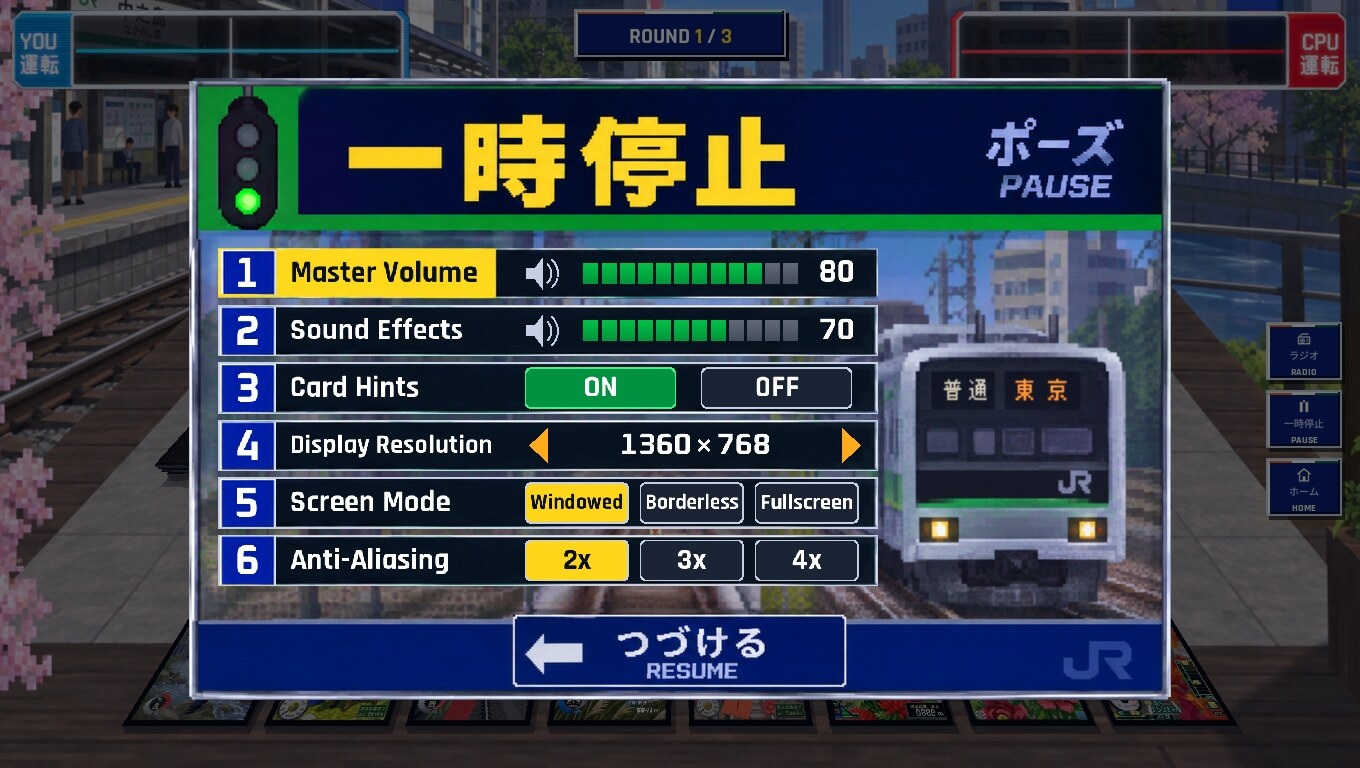 YOU
運転
ROUND 1 / 3
CPU
運転
一時停止
ポーズ
PAUSE
1 Master Volume 80
2 Sound Effects 70
3 Card Hints ON OFF
4 Display Resolution 1360×768
5 Screen Mode Windowed Borderless Fullscreen
6 Anti-Aliasing 2x 3x 4x
普通 東京
JR
ラジオ
RADIO
一時停止
PAUSE
ホーム
HOME
つづける
RESUME
JR